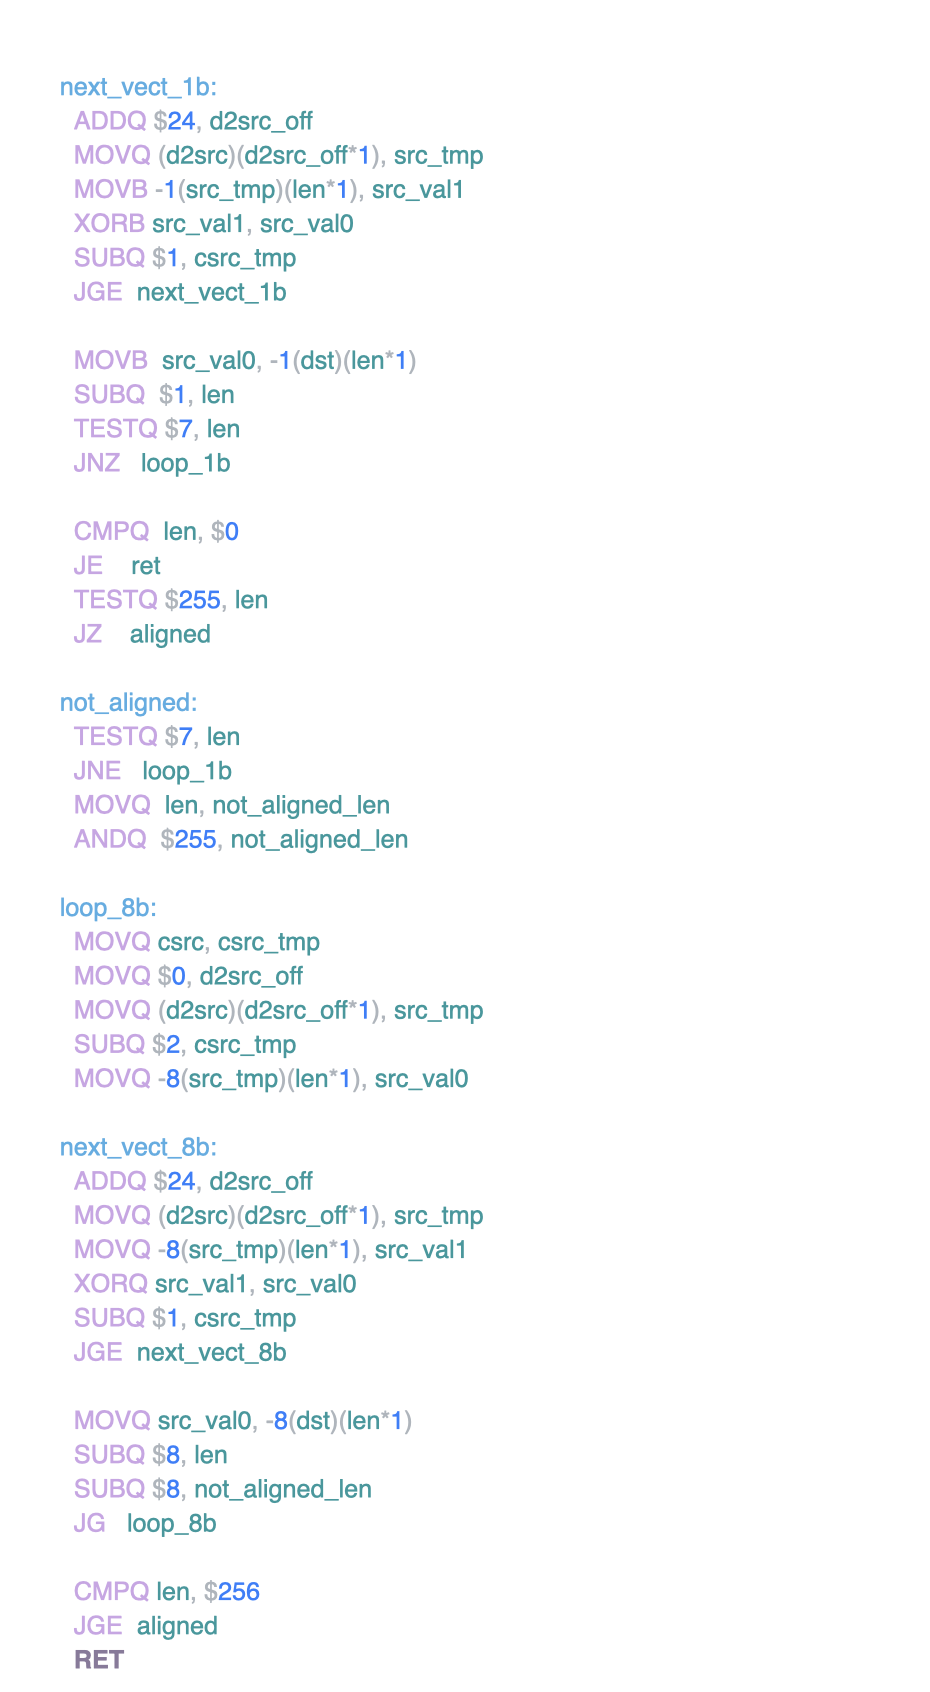 next_vect_1b:
ADDQ $24, d2src_off
MOVQ (d2src)(d2src_off*1), src_tmp
MOVB -1(src_tmp)(len*1), src_val1
XORB src_val1, src_val0
SUBQ $1, csrc_tmp
JGE next_vect_1b

MOVB src_val0, -1(dst)(len*1)
SUBQ $1, len
TESTQ $7, len
JNZ loop_1b

CMPQ len, $0
JE ret
TESTQ $255, len
JZ aligned

not_aligned:
TESTQ $7, len
JNE loop_1b
MOVQ len, not_aligned_len
ANDQ $255, not_aligned_len

loop_8b:
MOVQ csrc, csrc_tmp
MOVQ $0, d2src_off
MOVQ (d2src)(d2src_off*1), src_tmp
SUBQ $2, csrc_tmp
MOVQ -8(src_tmp)(len*1), src_val0

next_vect_8b:
ADDQ $24, d2src_off
MOVQ (d2src)(d2src_off*1), src_tmp
MOVQ -8(src_tmp)(len*1), src_val1
XORQ src_val1, src_val0
SUBQ $1, csrc_tmp
JGE next_vect_8b

MOVQ src_val0, -8(dst)(len*1)
SUBQ $8, len
SUBQ $8, not_aligned_len
JG loop_8b

CMPQ len, $256
JGE aligned
RET